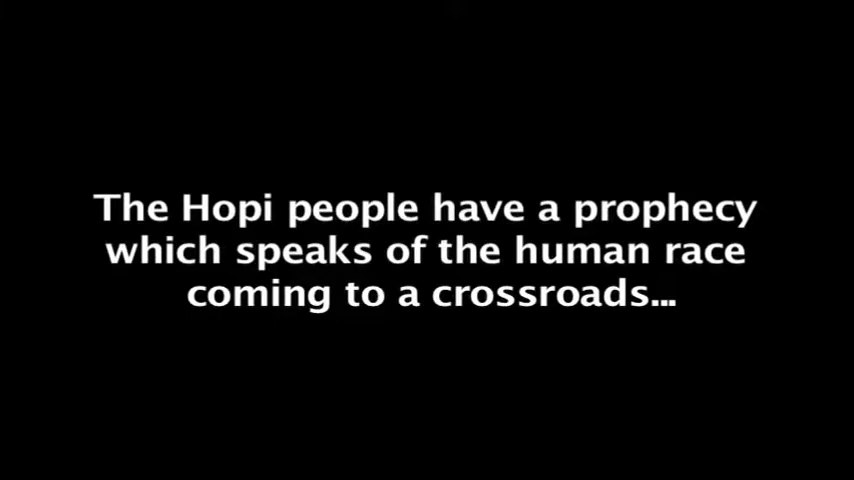 The Hopi people have a prophecy
which speaks of the human race
coming to a crossroads...